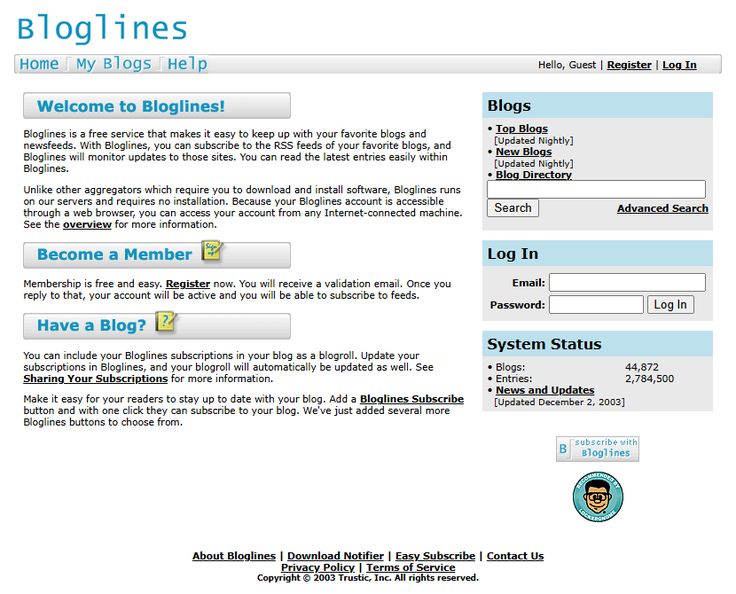 Bloglines
Home My Blogs Help
Hello, Guest | Register | Log In
Welcome to Bloglines!
Bloglines is a free service that makes it easy to keep up with your favorite blogs and
newsfeeds. With Bloglines, you can subscribe to the RSS feeds of your favorite blogs, and
Bloglines will monitor updates to those sites. You can read the latest entries easily within
Bloglines.
Unlike other aggregators which require you to download and install software, Bloglines runs
on our servers and requires no installation. Because your Bloglines account is accessible
through a web browser, you can access your account from any Internet-connected machine.
See the overview for more information.
Become a Member
Sign up
Membership is free and easy. Register now. You will receive a validation email. Once you
reply to that, your account will be active and you will be able to subscribe to feeds.
Have a Blog?
?
You can include your Bloglines subscriptions in your blog as a blogroll. Update your
subscriptions in Bloglines, and your blogroll will automatically be updated as well. See
Sharing Your Subscriptions for more information.
Make it easy for your readers to stay up to date with your blog. Add a Bloglines Subscribe
button and with one click they can subscribe to your blog. We've just added several more
Bloglines buttons to choose from.
Blogs
• Top Blogs
[Updated Nightly]
• New Blogs
[Updated Nightly]
• Blog Directory
Search Advanced Search
Log In
Email:
Password: Log In
System Status
• Blogs: 44,872
• Entries: 2,784,500
• News and Updates
[Updated December 2, 2003]
B subscribe with
Bloglines
RECOMMENDED BY
LOCKERGNOME
About Bloglines | Download Notifier | Easy Subscribe | Contact Us
Privacy Policy | Terms of Service
Copyright © 2003 Trustic, Inc. All rights reserved.